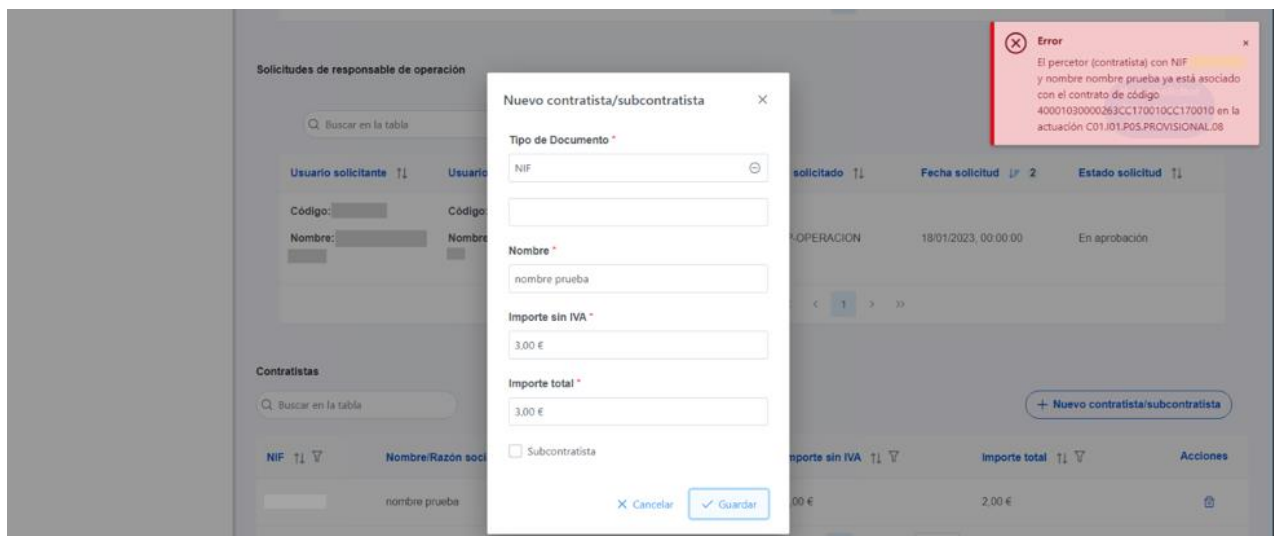 Error
El percetor (contratista) con NIF
y nombre nombre prueba ya está asociado
con el contrato de código
40001030000263CC170010CC170010 en la
actuación C01.I01.P05.PROVISIONAL.08
Solicitudes de responsable de operación
Buscar en la tabla
Usuario solicitante
Usuario
solicitado
Fecha solicitud 2
Estado solicitud
Código:
Código:
Nombre:
Nombre
-OPERACION
18/01/2023, 00:00:00
En aprobación
1
Nuevo contratista/subcontratista
Tipo de Documento *
NIF
Nombre *
nombre prueba
Importe sin IVA *
3,00 €
Importe total *
3,00 €
Subcontratista
Cancelar
Guardar
Contratistas
Buscar en la tabla
+ Nuevo contratista/subcontratista
NIF
Nombre/Razón soci
mporte sin IVA
Importe total
Acciones
nombre prueba
,00 €
2,00 €